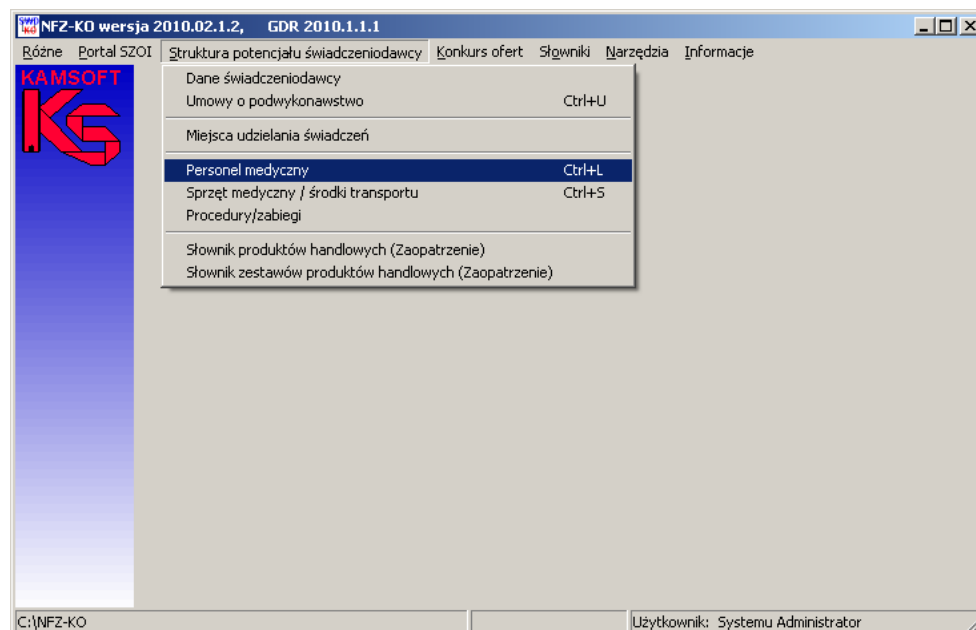 NFZ-KO wersja 2010.02.1.2, GDR 2010.1.1.1
Różne Portal SZOI Struktura potencjału świadczeniodawcy Konkurs ofert Słowniki Narzędzia Informacje
KAMSOFT
Dane świadczeniodawcy
Umowy o podwykonawstwo Ctrl+U
Miejsca udzielania świadczeń
Personel medyczny Ctrl+L
Sprzęt medyczny / środki transportu Ctrl+S
Procedury/zabiegi
Słownik produktów handlowych (Zaopatrzenie)
Słownik zestawów produktów handlowych (Zaopatrzenie)
C:\NFZ-KO Użytkownik: Systemu Administrator